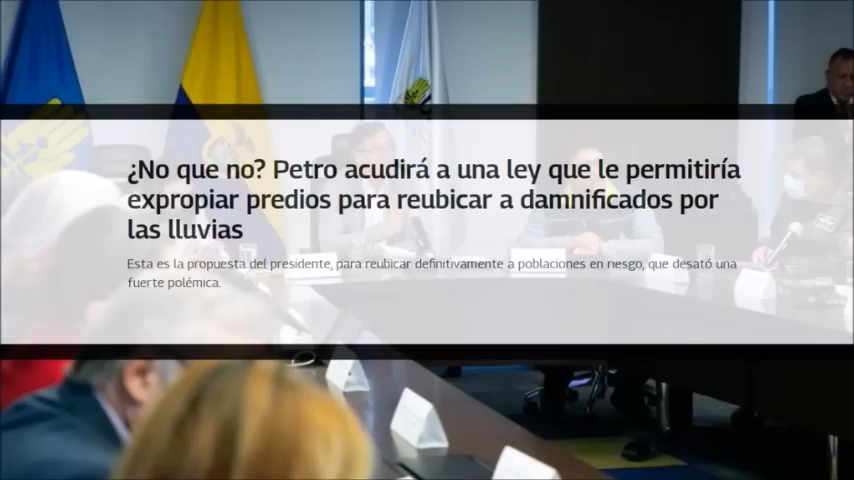 ¿No que no? Petro acudirá a una ley que le permitiría
expropiar predios para reubicar a damnificados por
las lluvias
Esta es la propuesta del presidente, para reubicar definitivamente a poblaciones en riesgo, que desató una
fuerte polémica.